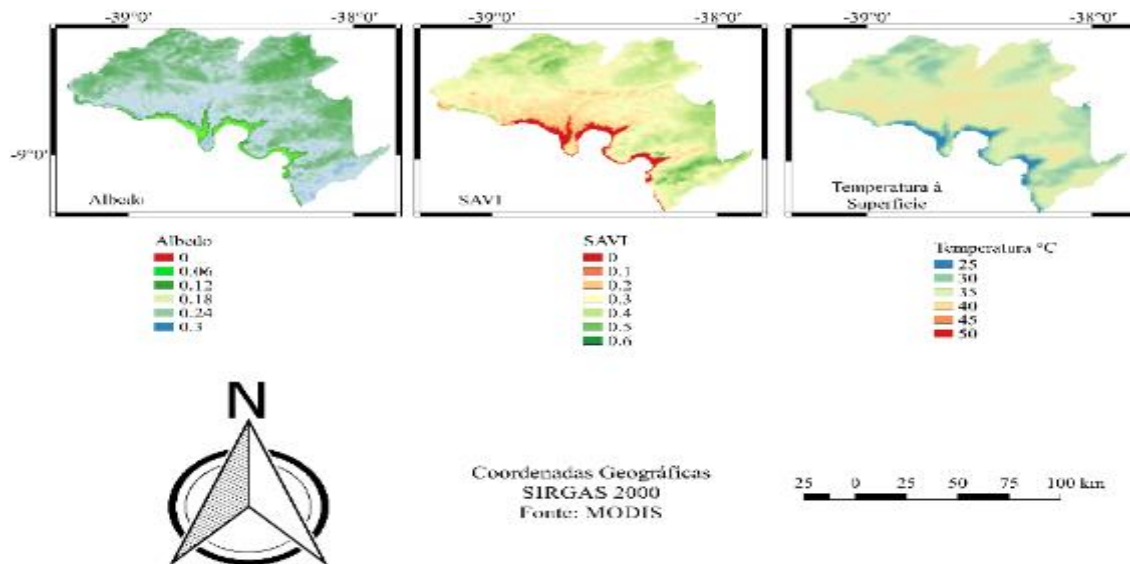 -39°0' -38°0' -39°0' -38°0' -39°0' -38°0'
-9°0'
Albedo
SAVI
Temperatura à
Superfície
Albedo
0
0.06
0.12
0.18
0.24
0.3
SAVI
0
0.1
0.2
0.3
0.4
0.5
0.6
Temperatura °C
25
30
35
40
45
50
N
Coordenadas Geográficas
SIRGAS 2000
Fonte: MODIS
25 0 25 50 75 100 km